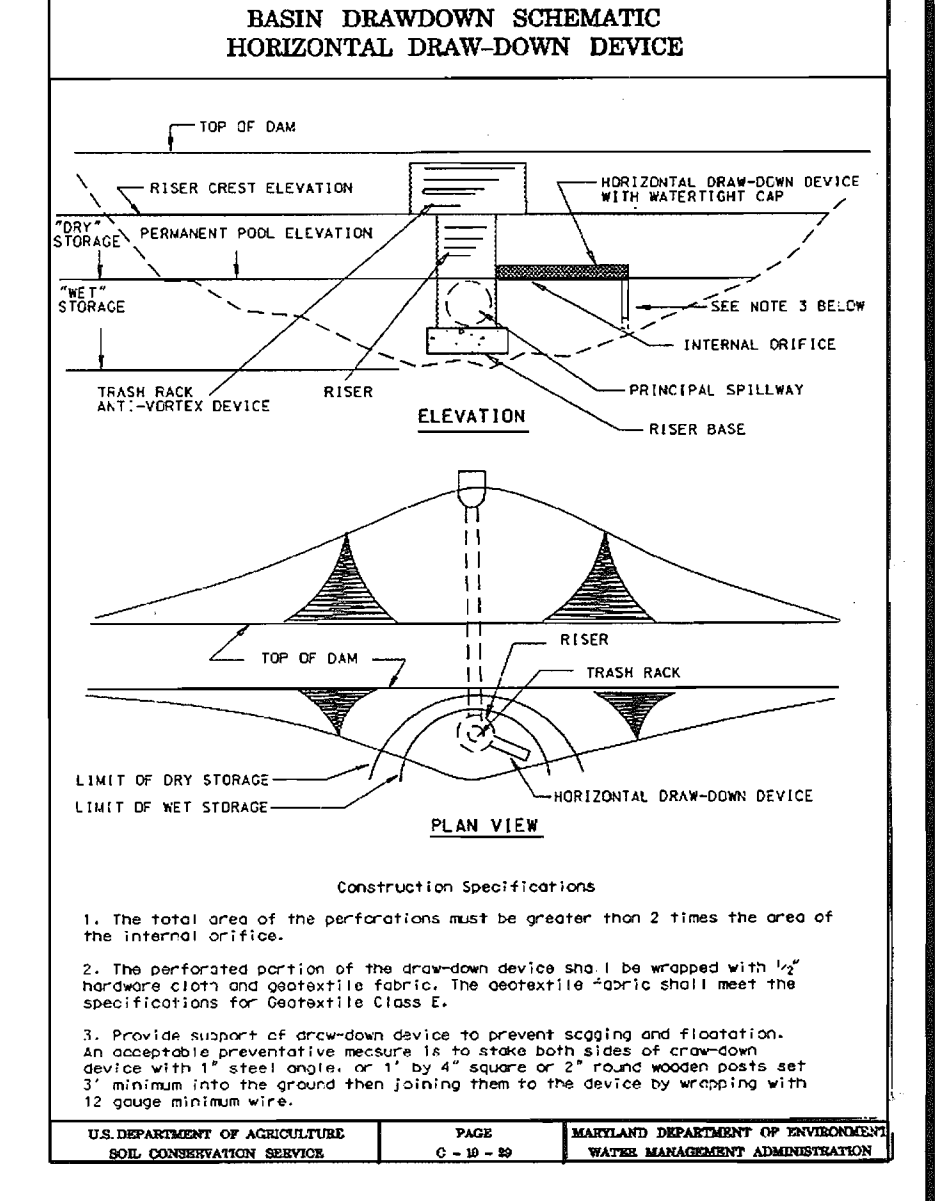 BASIN DRAWDOWN SCHEMATIC
HORIZONTAL DRAW-DOWN DEVICE
TOP OF DAM
RISER CREST ELEVATION
HORIZONTAL DRAW-DOWN DEVICE
WITH WATERTIGHT CAP
"DRY"
STORAGE
PERMANENT POOL ELEVATION
"WET"
STORAGE
SEE NOTE 3 BELOW
INTERNAL ORIFICE
TRASH RACK
ANTI-VORTEX DEVICE
RISER
PRINCIPAL SPILLWAY
ELEVATION
RISER BASE
RISER
TOP OF DAM
TRASH RACK
LIMIT OF DRY STORAGE
LIMIT OF WET STORAGE
HORIZONTAL DRAW-DOWN DEVICE
PLAN VIEW
Construction Specifications
1. The total area of the perforations must be greater than 2 times the area of
the internal orifice.
2. The perforated portion of the draw-down device shall be wrapped with 1/2"
hardware cloth and geotextile fabric. The geotextile fabric shall meet the
specifications for Geotextile Class E.
3. Provide support of draw-down device to prevent sagging and floatation.
An acceptable preventative measure is to stake both sides of draw-down
device with 1" steel angle, or 1' by 4" square or 2" round wooden posts set
3' minimum into the ground then joining them to the device by wrapping with
12 gauge minimum wire.
U.S. DEPARTMENT OF AGRICULTURE
SOIL CONSERVATION SERVICE
PAGE
C - 10 - 29
MARYLAND DEPARTMENT OF ENVIRONMENT
WATER MANAGEMENT ADMINISTRATION